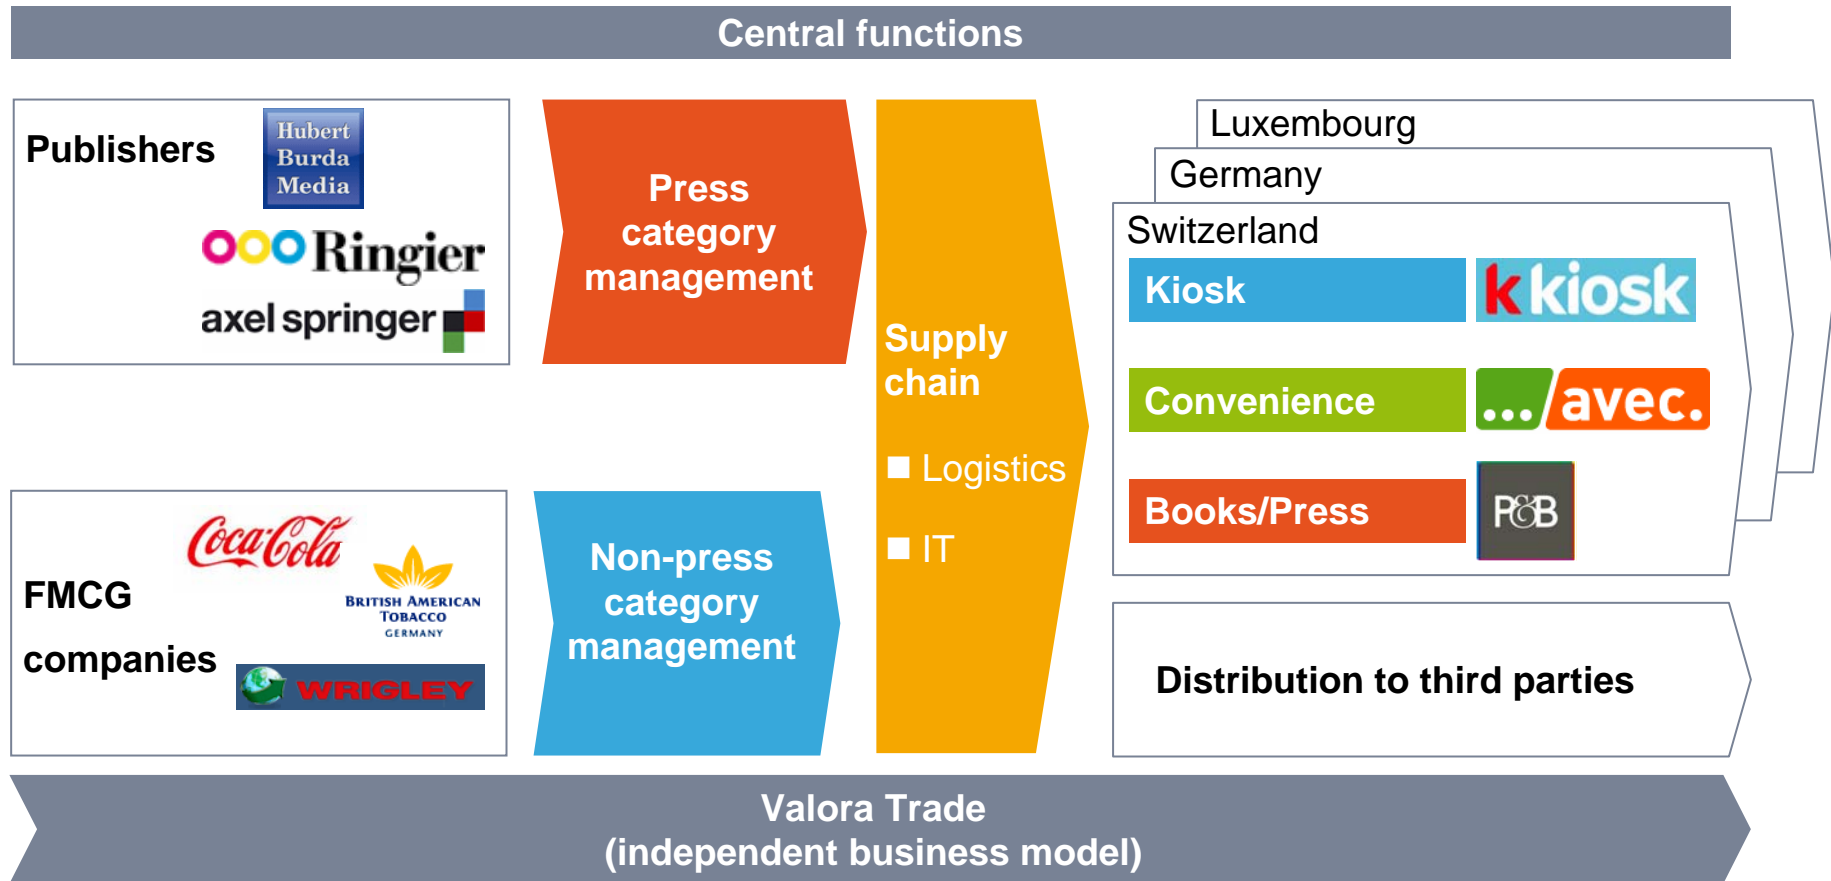 Central functions
Publishers
Hubert
Burda
Media
Ringier
axel springer
Press
category
management
Supply
chain
Logistics
IT
Luxembourg
Germany
Switzerland
Kiosk
k kiosk
Convenience
.../avec.
Books/Press
P&B
FMCG
companies
Coca-Cola
BRITISH AMERICAN
TOBACCO
GERMANY
WRIGLEY
Non-press
category
management
Distribution to third parties
Valora Trade
(independent business model)